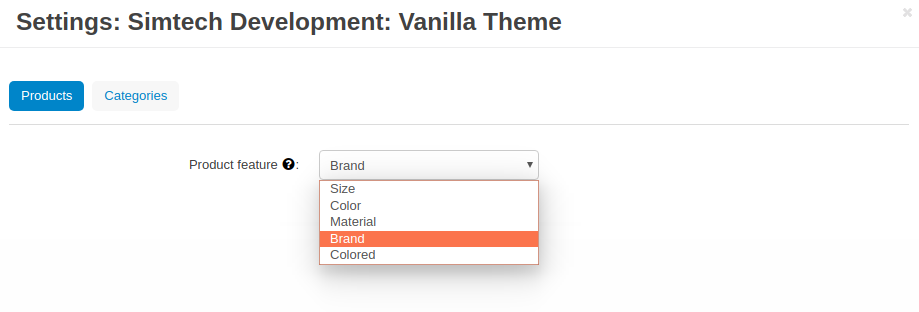 Settings: Simtech Development: Vanilla Theme
Products Categories
Product feature ?: Brand
Size
Color
Material
Brand
Colored